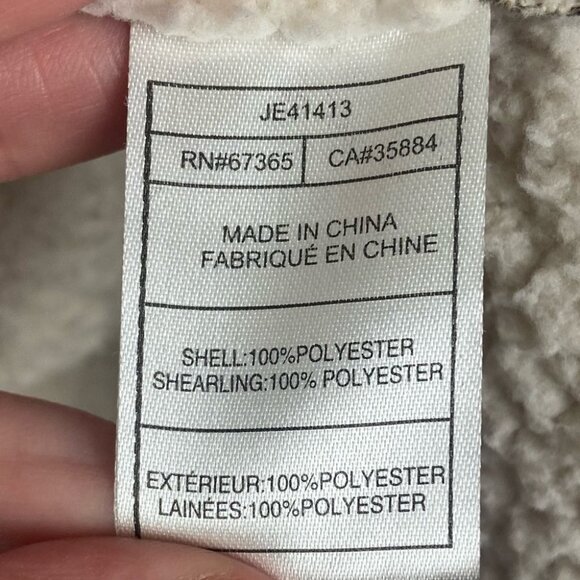 JE41413
RN#67365 CA#35884
MADE IN CHINA
FABRIQUÉ EN CHINE
SHELL:100%POLYESTER
SHEARLING:100% POLYESTER
EXTÉRIEUR:100%POLYESTER
LAINÉES:100%POLYESTER